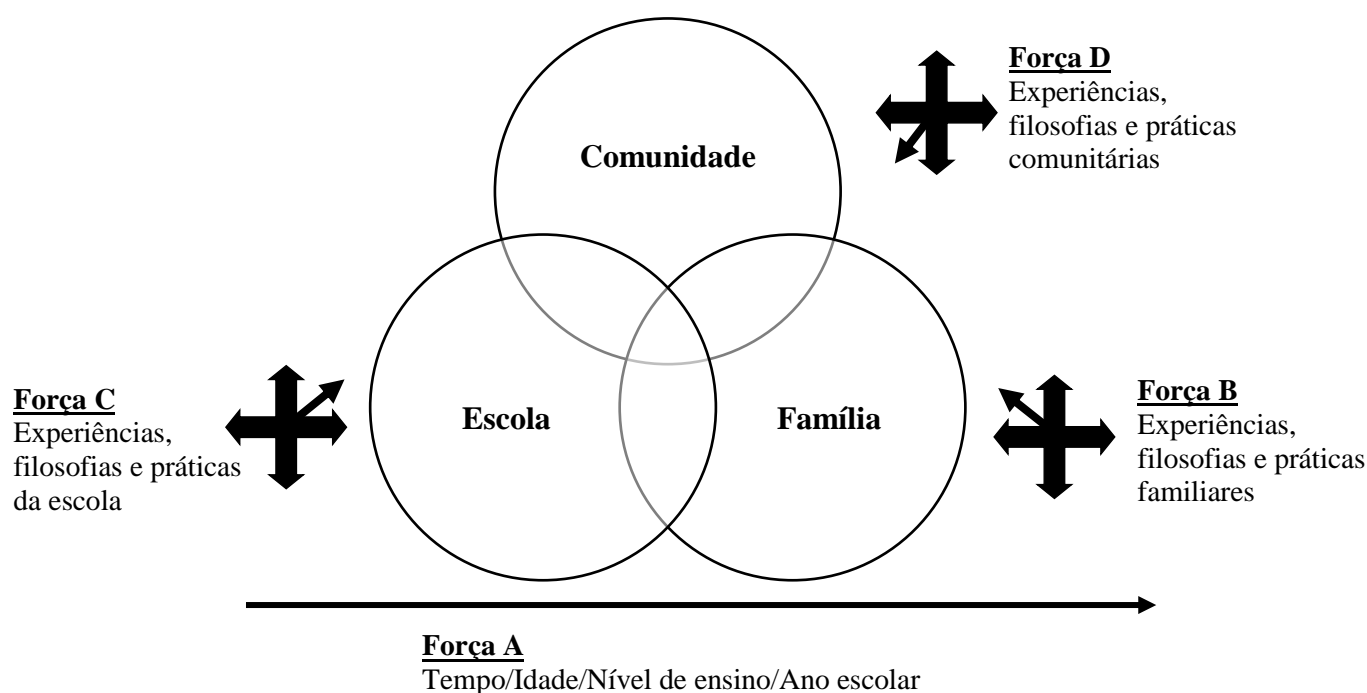 Força D
Experiências,
filosofias e práticas
comunitárias
Comunidade
Força C
Experiências,
filosofias e práticas
da escola
Escola
Família
Força B
Experiências,
filosofias e práticas
familiares
Força A
Tempo/Idade/Nível de ensino/Ano escolar